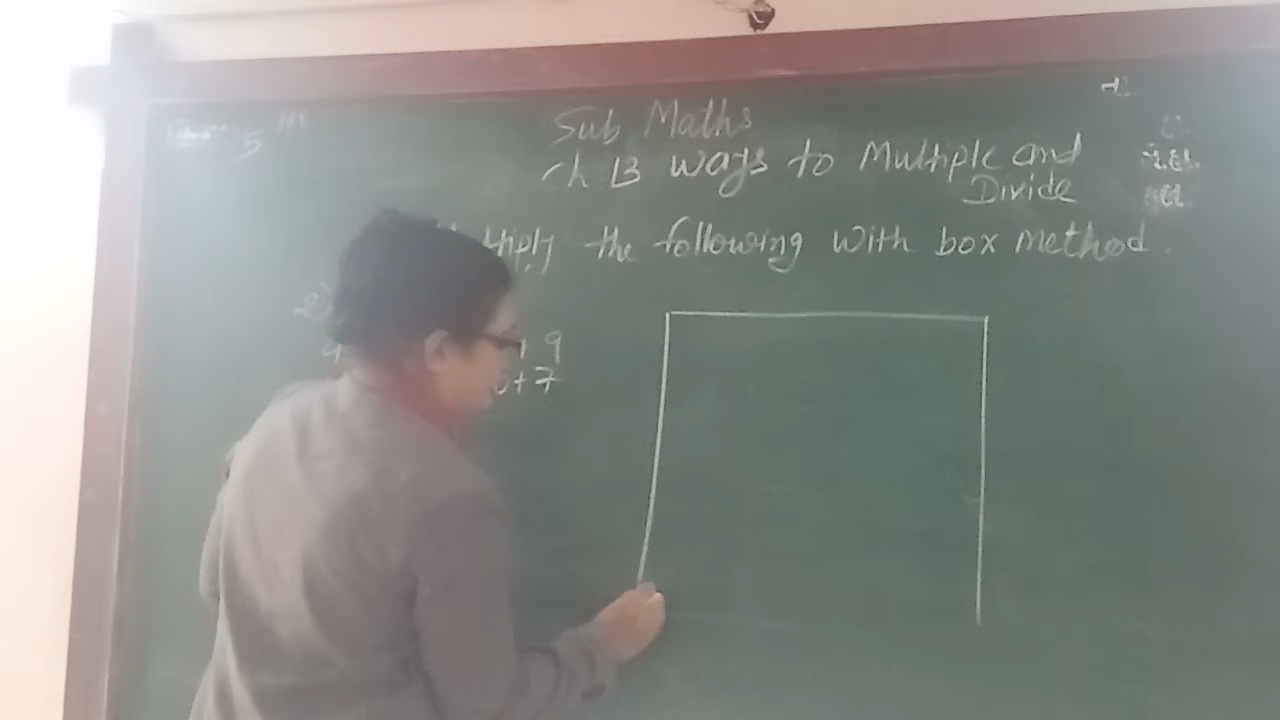 5
Sub Maths
Ch. 13 ways to Multiple and
Divide
Multiply the following with box method.
2)
+ 9
0+7